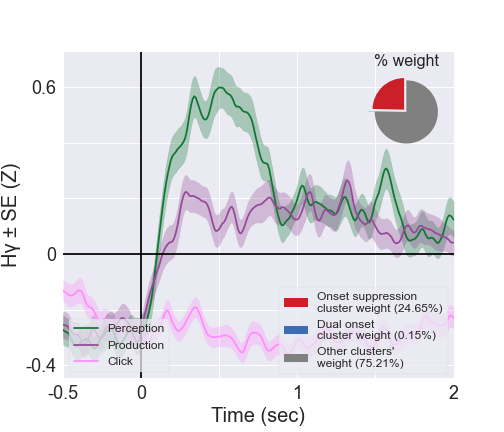 % weight
0.6
0
-0.4
Hγ ± SE (Z)
Perception
Production
Click
Onset suppression
cluster weight (24.65%)
Dual onset
cluster weight (0.15%)
Other clusters'
weight (75.21%)
-0.5
0
1
2
Time (sec)